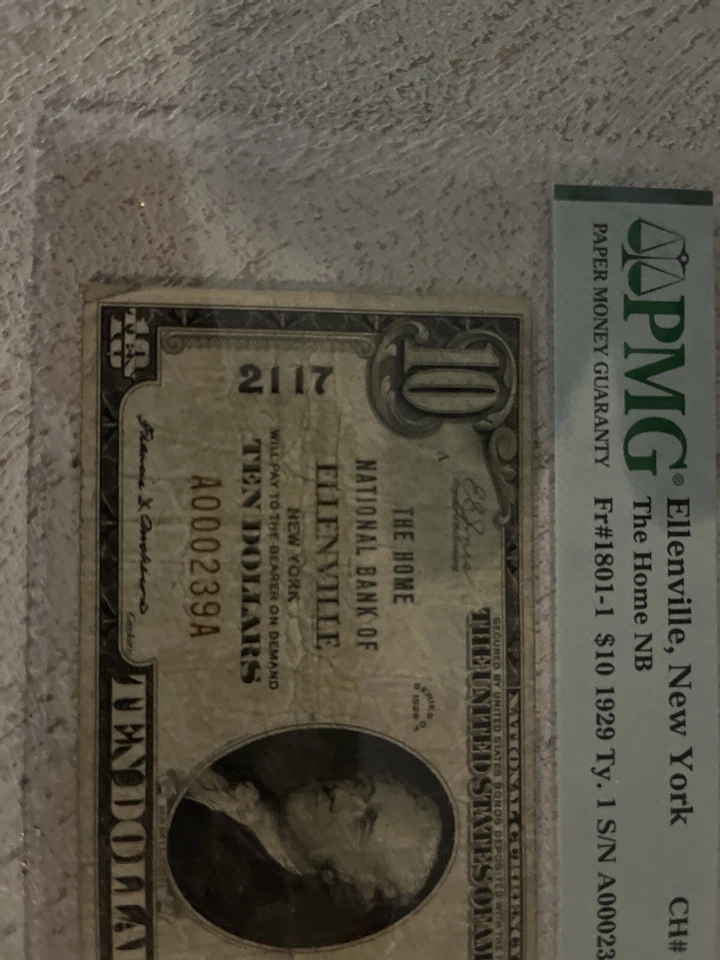 PMG® Ellenville, New York CH#
The Home NB
PAPER MONEY GUARANTY Fr#1801-1 $10 1929 Ty. 1 S/N A00023
NATIONAL CURRENCY
SECURED BY UNITED STATES BONDS DEPOSITED WITH THE
THE UNITED STATES OF AM
10
A
SERIES OF 1929
THE HOME
NATIONAL BANK OF
ELLENVILLE
NEW YORK
WILL PAY TO THE BEARER ON DEMAND
TEN DOLLARS
2117
A000239A
Cashier
TEN
10
TEN DOLLA